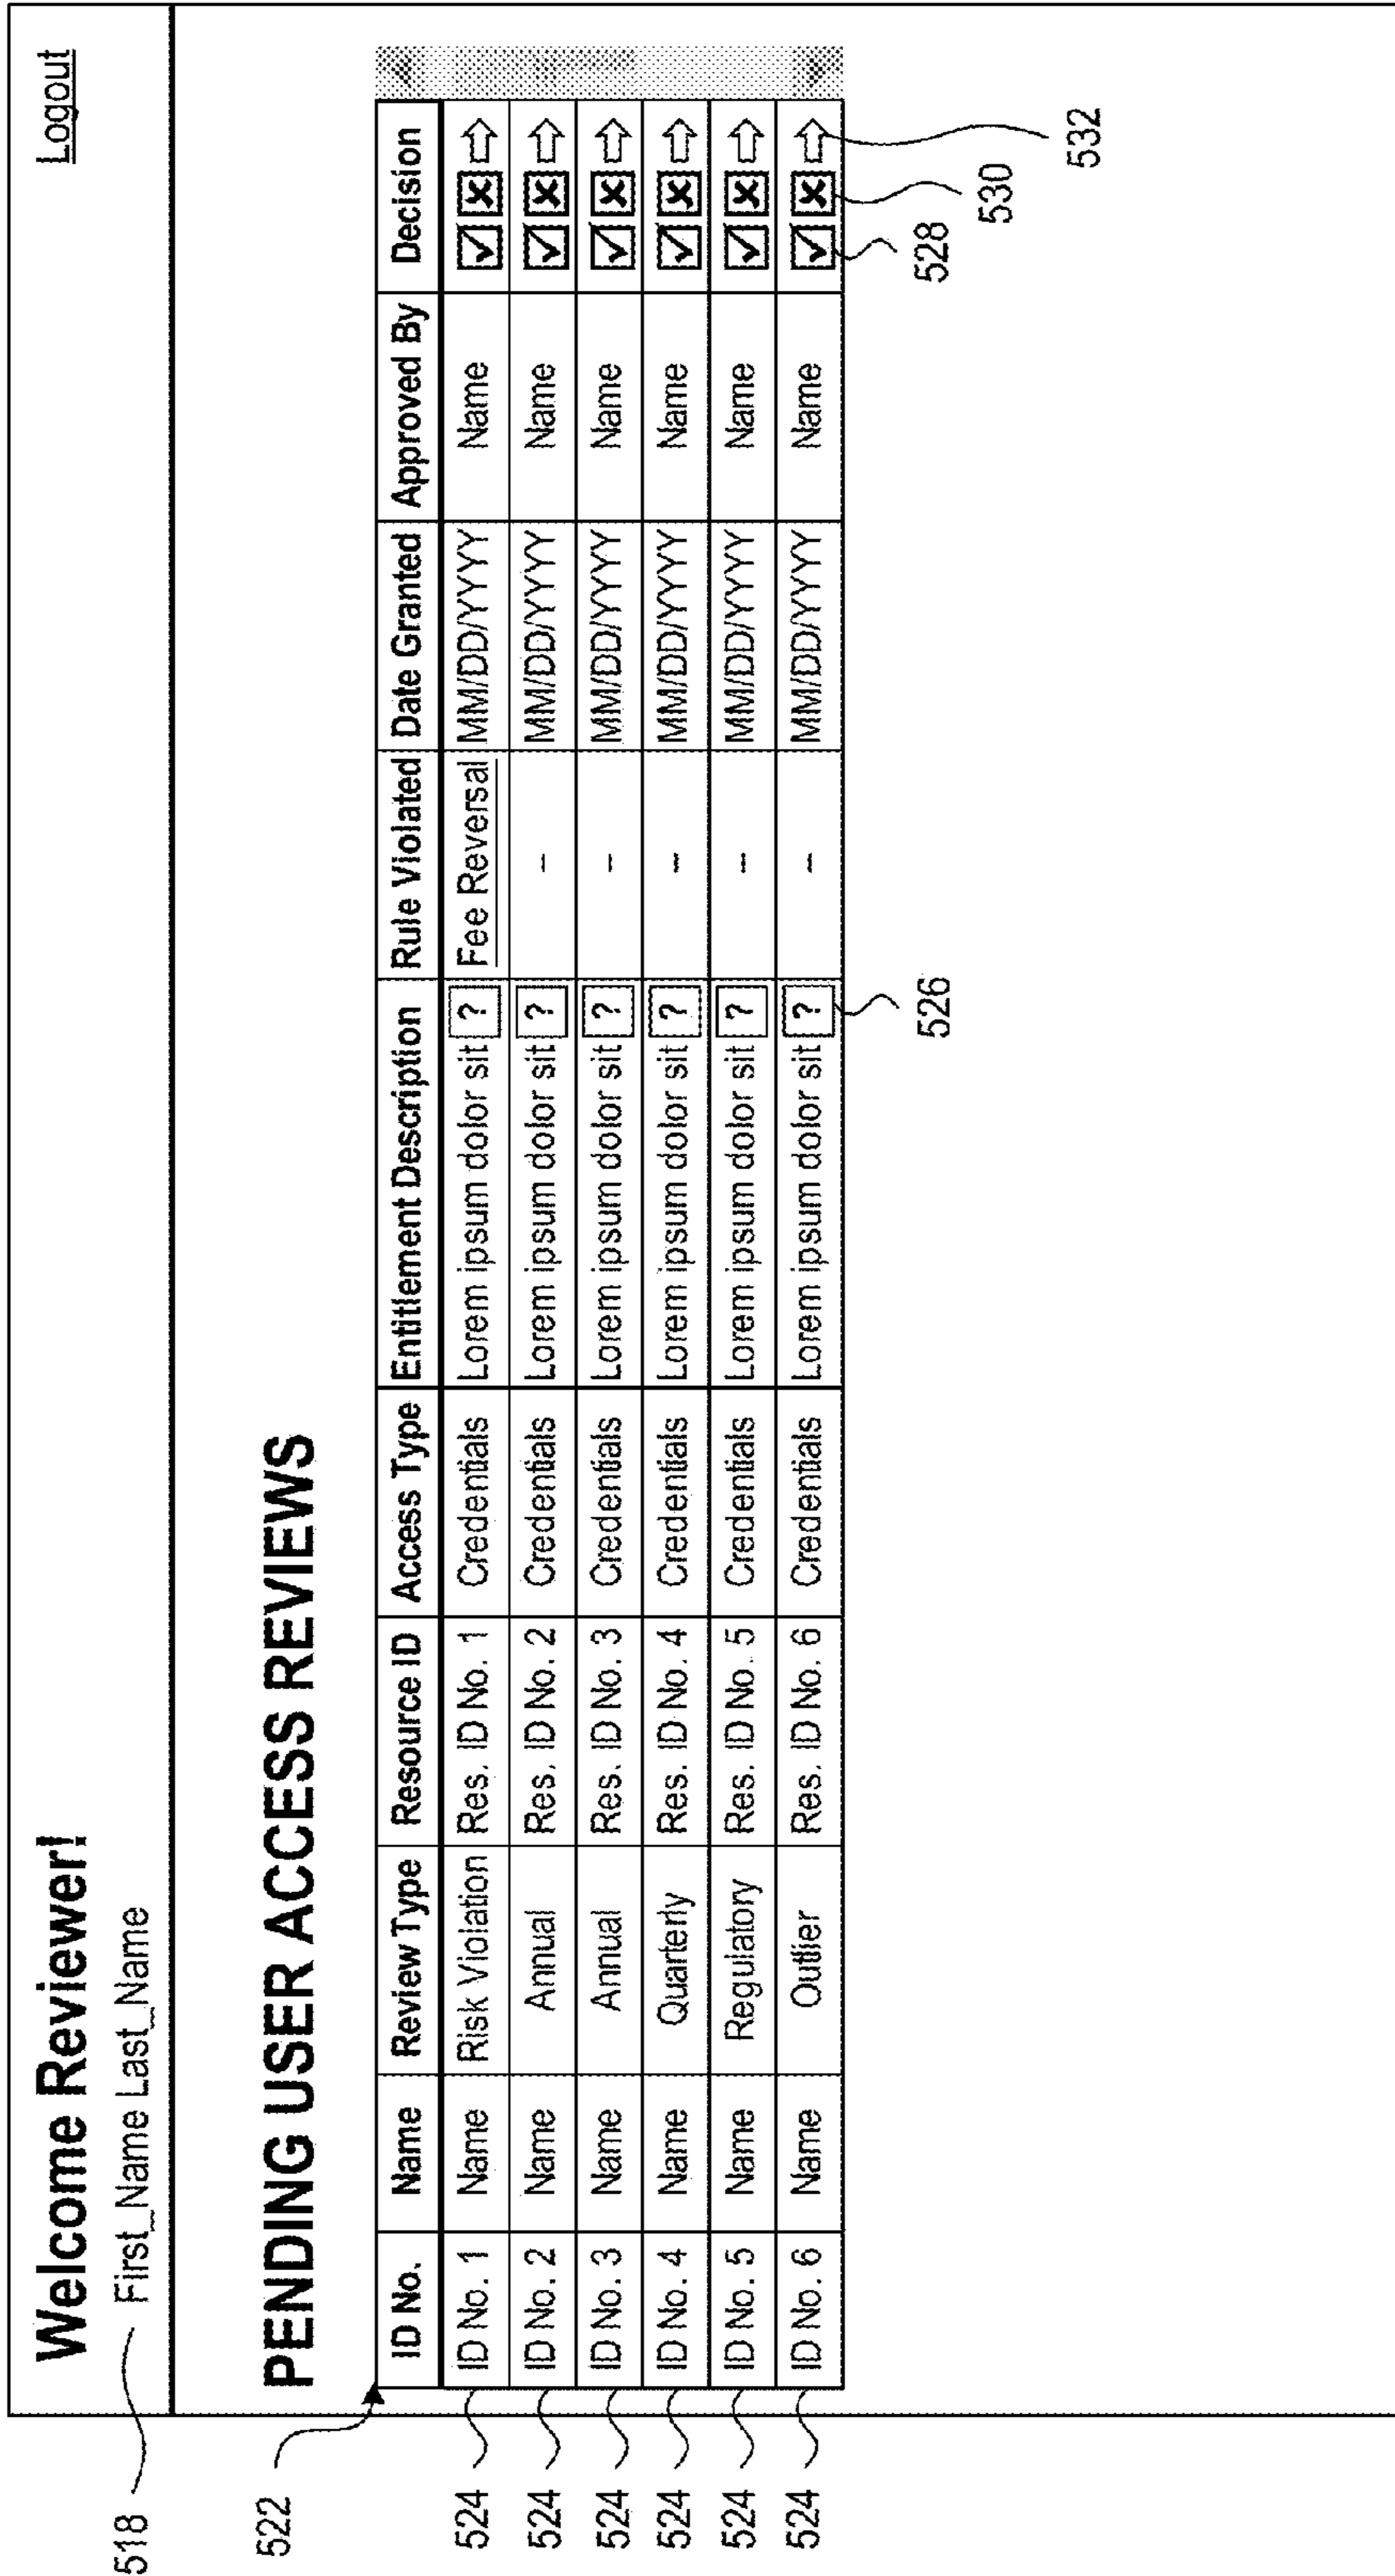 Welcome Reviewer!
Logout
518
First_Name Last_Name
PENDING USER ACCESS REVIEWS
522
ID No. Name Review Type Resource ID Access Type Entitlement Description Rule Violated Date Granted Approved By Decision
524 ID No. 1 Name Risk Violation Res. ID No. 1 Credentials Lorem ipsum dolor sit ? Fee Reversal MM/DD/YYYY Name
524 ID No. 2 Name Annual Res. ID No. 2 Credentials Lorem ipsum dolor sit ? -- MM/DD/YYYY Name
524 ID No. 3 Name Annual Res. ID No. 3 Credentials Lorem ipsum dolor sit ? -- MM/DD/YYYY Name
524 ID No. 4 Name Quarterly Res. ID No. 4 Credentials Lorem ipsum dolor sit ? -- MM/DD/YYYY Name
524 ID No. 5 Name Regulatory Res. ID No. 5 Credentials Lorem ipsum dolor sit ? -- MM/DD/YYYY Name
524 ID No. 6 Name Outlier Res. ID No. 6 Credentials Lorem ipsum dolor sit ? -- MM/DD/YYYY Name
526 528 530 532